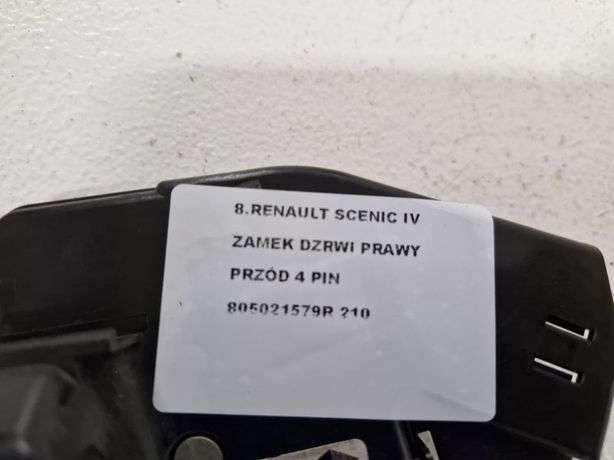 8.RENAULT SCENIC IV
ZAMEK DZRWI PRAWY
PRZÓD 4 PIN
805021579R 210